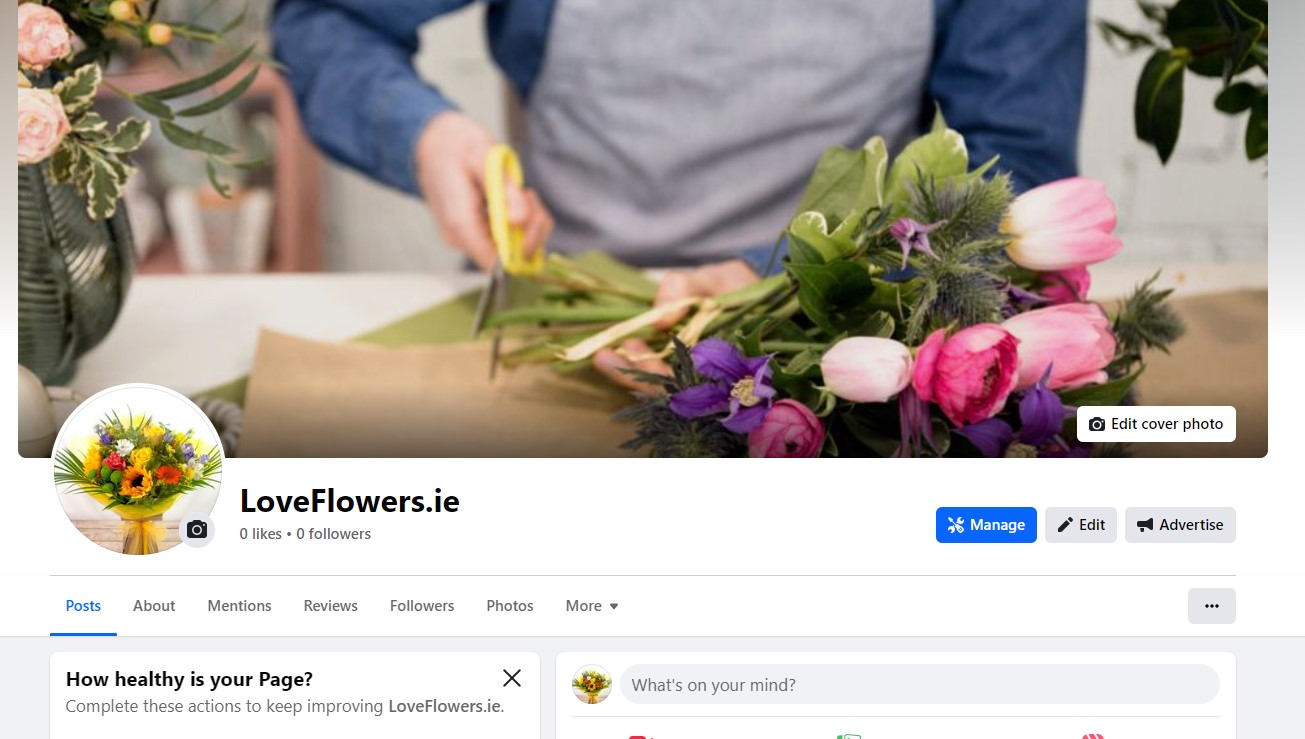 Edit cover photo
LoveFlowers.ie
0 likes • 0 followers
Manage
Edit
Advertise
Posts
About
Mentions
Reviews
Followers
Photos
More
How healthy is your Page?
Complete these actions to keep improving LoveFlowers.ie.
What's on your mind?